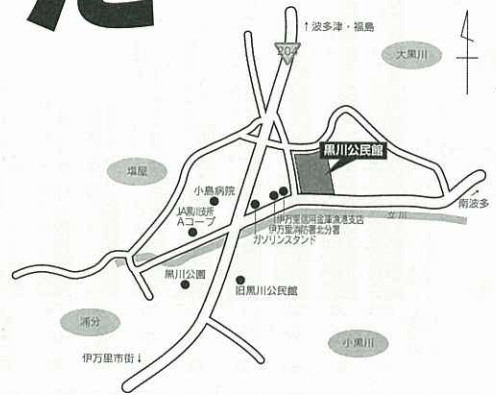 ↑波多津・福島
204
大黒川
黒川公民館
塩屋
小島病院
南波多
JA黒川支所
Aコープ
伊万里信用金庫漁港支店
伊万里消防署北分署
ガソリンスタンド
立川
黒川公園
旧黒川公民館
浦分
小黒川
伊万里市街↓